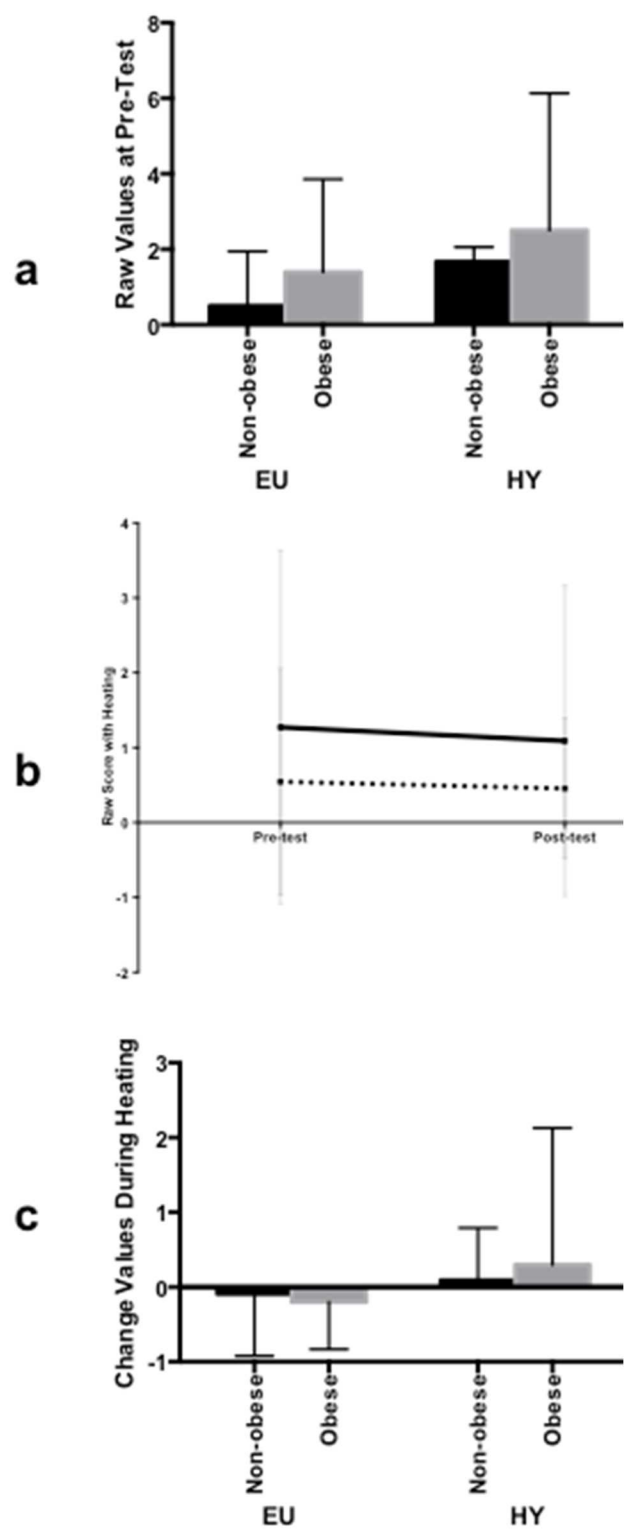 a
Raw Values at Pre-Test
8
6
4
2
0
Non-obese
Obese
Non-obese
Obese
EU
HY
b
Raw Score with Heating
4
3
2
1
0
-1
-2
Pre-test
Post-test
c
Change Values During Heating
3
2
1
0
-1
Non-obese
Obese
Non-obese
Obese
EU
HY